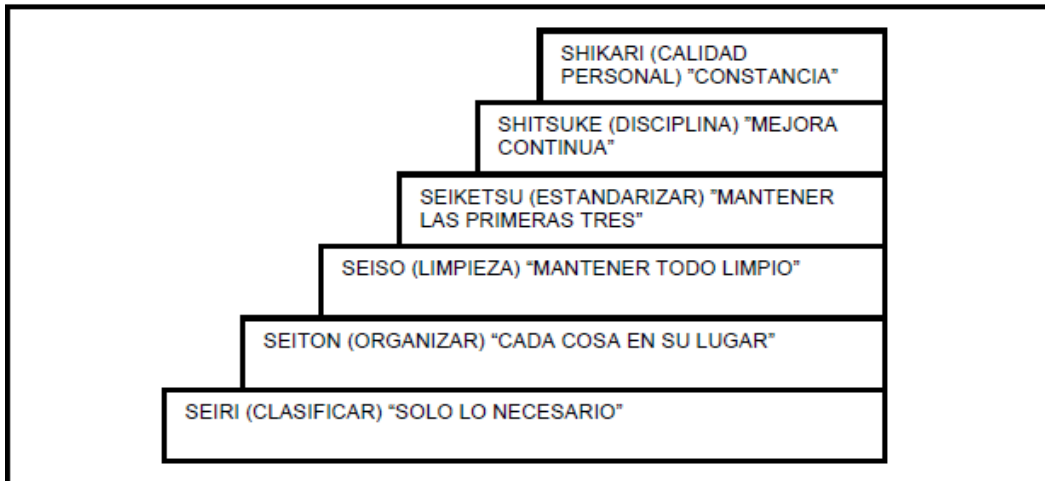 SHIKARI (CALIDAD
PERSONAL) ”CONSTANCIA”
SHITSUKE (DISCIPLINA) ”MEJORA
CONTINUA”
SEIKETSU (ESTANDARIZAR) ”MANTENER
LAS PRIMERAS TRES”
SEISO (LIMPIEZA) “MANTENER TODO LIMPIO”
SEITON (ORGANIZAR) “CADA COSA EN SU LUGAR”
SEIRI (CLASIFICAR) “SOLO LO NECESARIO”